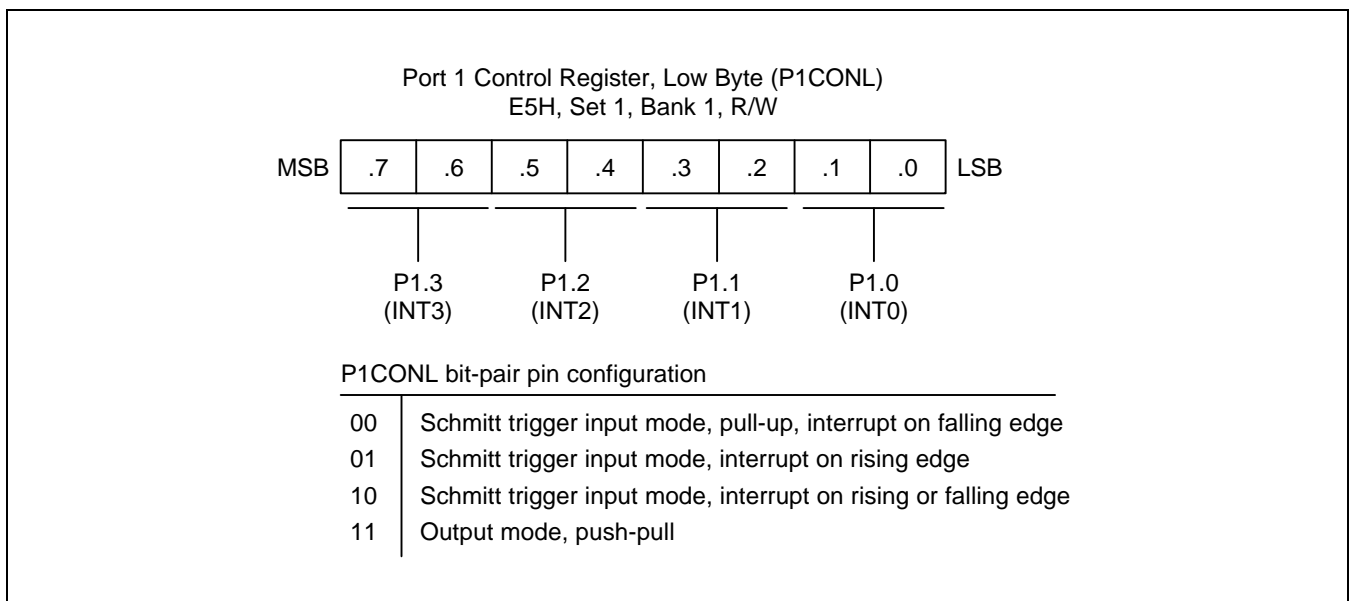 Port 1 Control Register, Low Byte (P1CONL)
E5H, Set 1, Bank 1, R/W
MSB .7 .6 .5 .4 .3 .2 .1 .0 LSB
P1.3 P1.2 P1.1 P1.0
(INT3) (INT2) (INT1) (INT0)
P1CONL bit-pair pin configuration
00 Schmitt trigger input mode, pull-up, interrupt on falling edge
01 Schmitt trigger input mode, interrupt on rising edge
10 Schmitt trigger input mode, interrupt on rising or falling edge
11 Output mode, push-pull